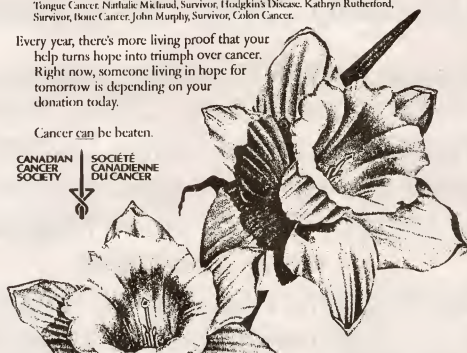 Tongue Cancer. Nathalie Michaud, Survivor, Hodgkin's Disease. Kathryn Rutherford,
Survivor, Bone Cancer. John Murphy, Survivor, Colon Cancer.
Every year, there's more living proof that your
help turns hope into triumph over cancer.
Right now, someone living in hope for
tomorrow is depending on your
donation today.
Cancer can be beaten.
CANADIAN
CANCER
SOCIETY
SOCIÉTÉ
CANADIENNE
DU CANCER